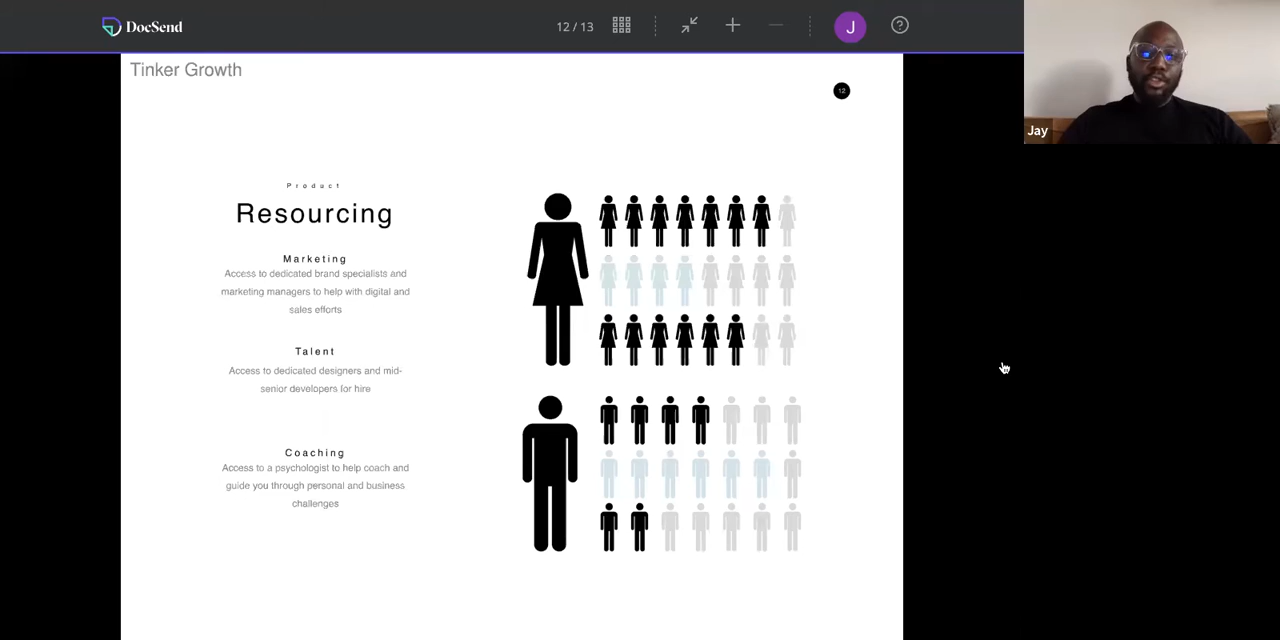 DocSend
12 / 13
J
?
Jay
Tinker Growth
12
Product
Resourcing
Marketing
Access to dedicated brand specialists and
marketing managers to help with digital and
sales efforts
Talent
Access to dedicated designers and mid-
senior developers for hire
Coaching
Access to a psychologist to help coach and
guide you through personal and business
challenges